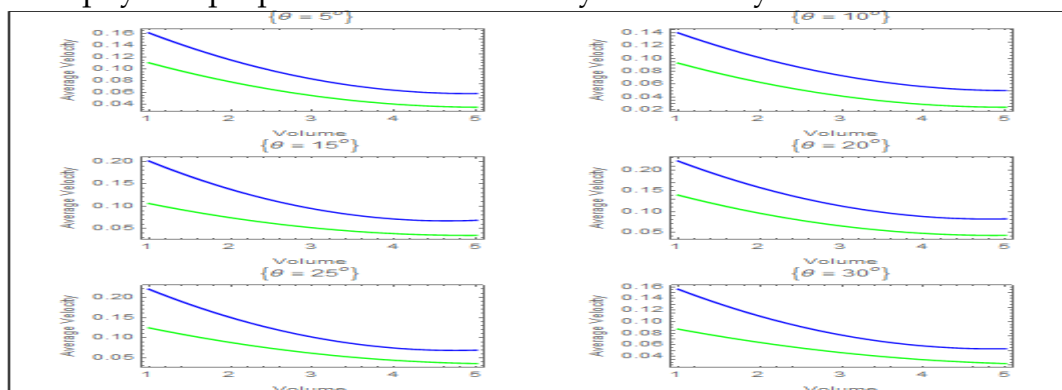 {θ = 5°} {θ = 10°}
Average Velocity 0.16 0.14 0.12 0.10 0.08 0.06 0.04
1 2 3 4 5
Volume
Average Velocity 0.14 0.12 0.10 0.08 0.06 0.04 0.02
1 2 3 4 5
Volume
{θ = 15°} {θ = 20°}
Average Velocity 0.20 0.15 0.10 0.05
1 2 3 4 5
Volume
Average Velocity 0.20 0.15 0.10 0.05
1 2 3 4 5
Volume
{θ = 25°} {θ = 30°}
Average Velocity 0.20 0.15 0.10 0.05
1 2 3 4 5
Volume
Average Velocity 0.16 0.14 0.12 0.10 0.08 0.06 0.04
1 2 3 4 5
Volume